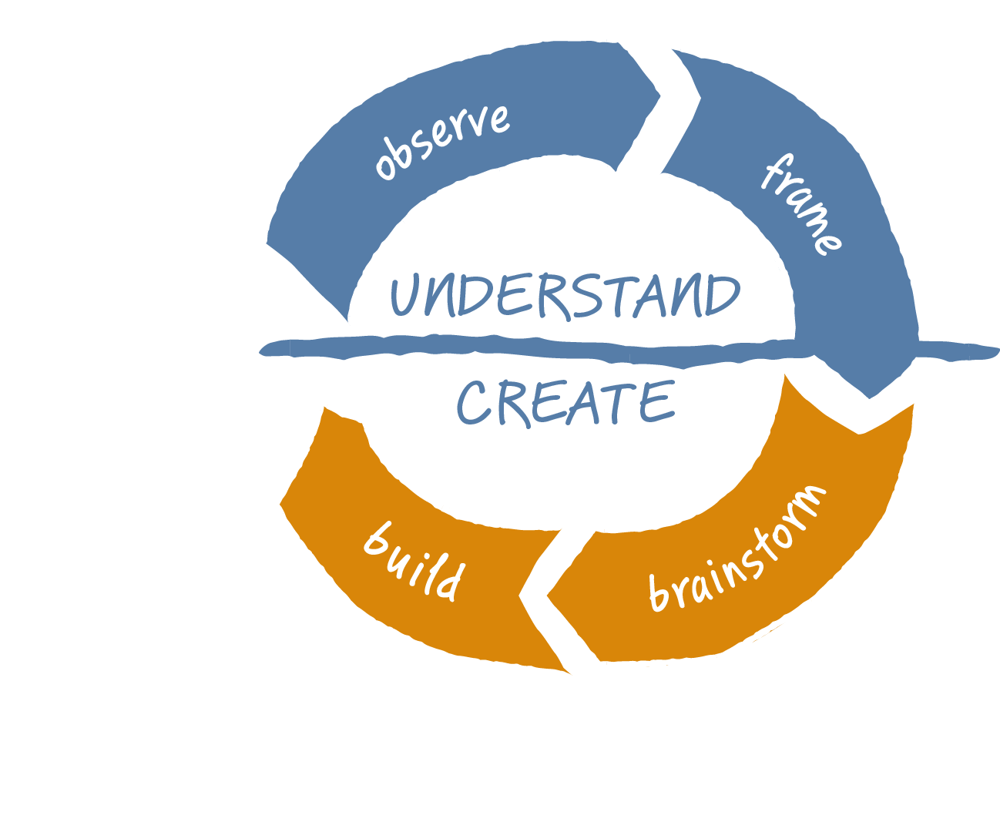 observe
frame
UNDERSTAND
CREATE
brainstorm
build